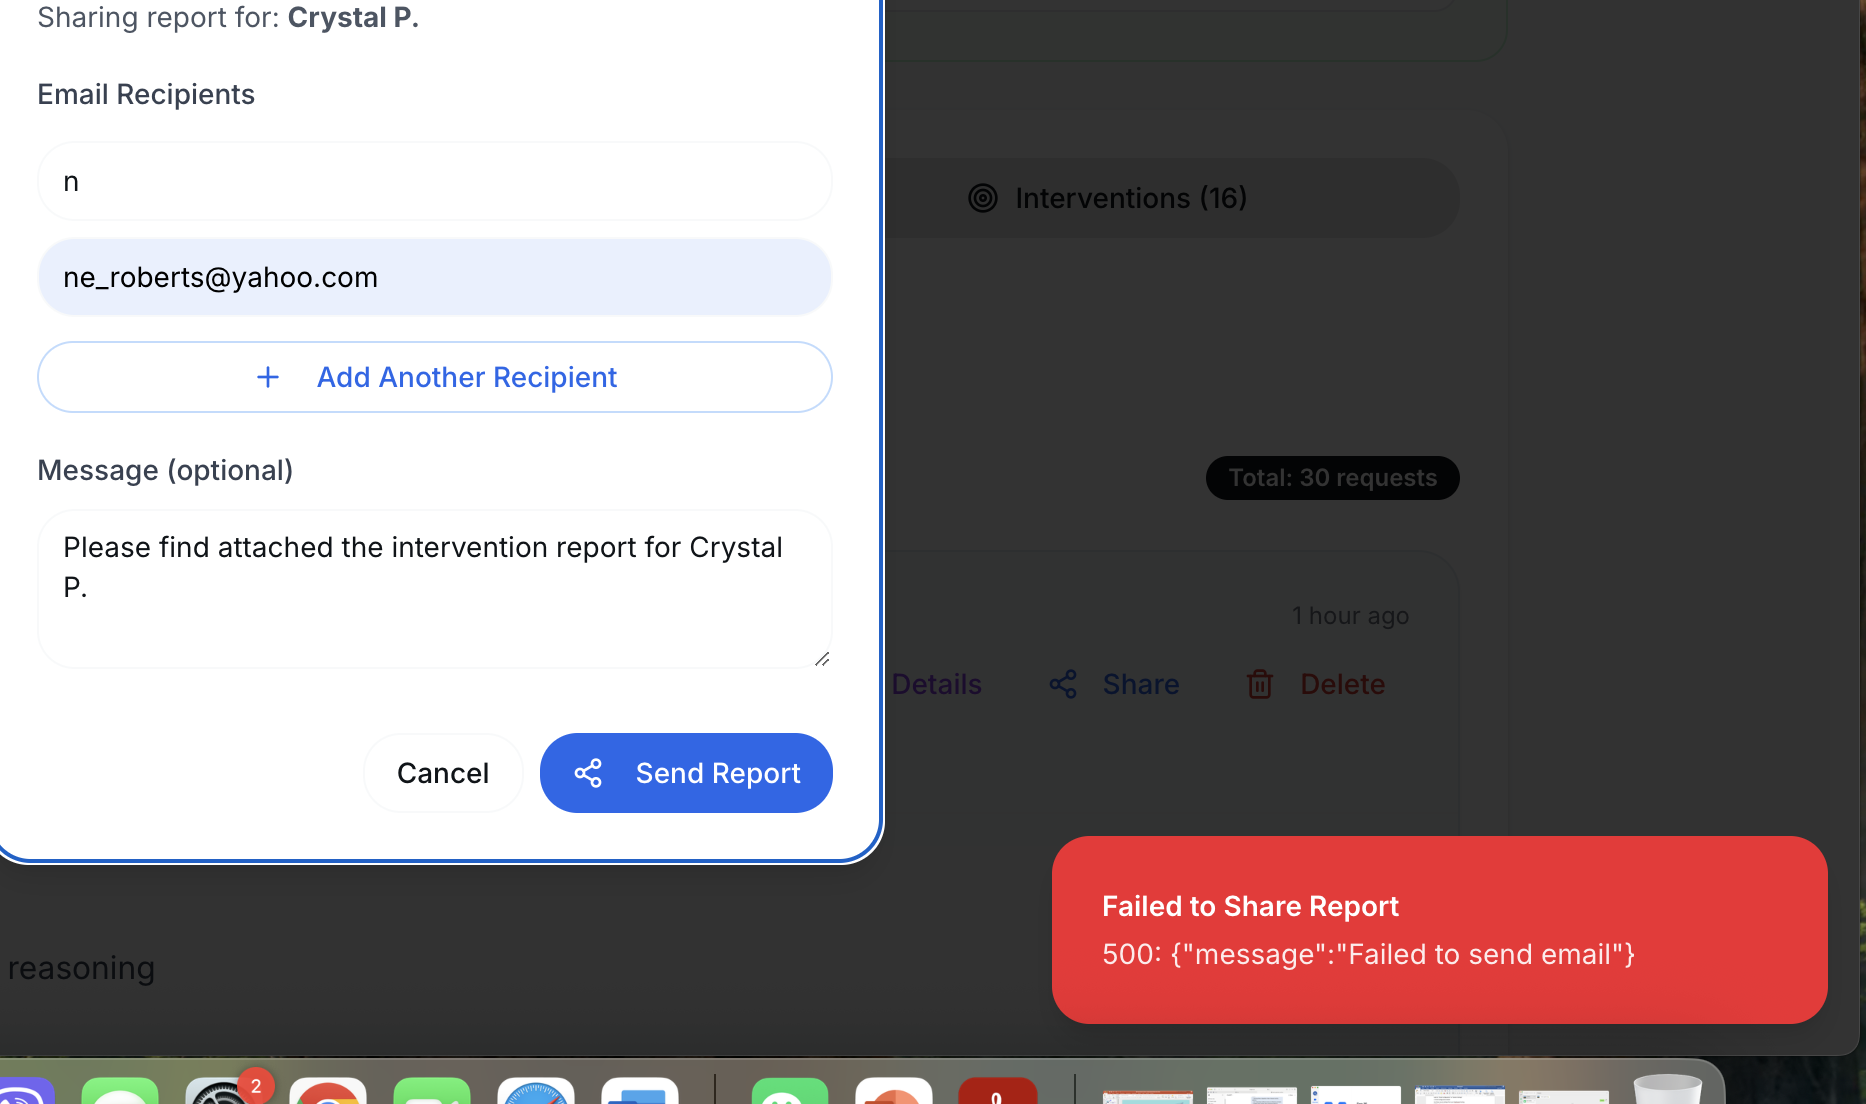 Sharing report for: Crystal P.
Email Recipients
n
ne_roberts@yahoo.com
+ Add Another Recipient
Message (optional)
Please find attached the intervention report for Crystal
P.
Cancel
Send Report
Interventions (16)
Total: 30 requests
1 hour ago
Details
Share
Delete
reasoning
Failed to Share Report
500: {"message":"Failed to send email"}
2